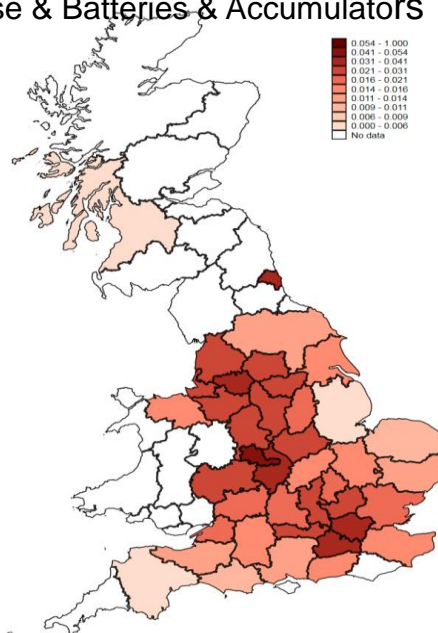 se & Batteries & Accumulators
0.054 - 1.000
0.041 - 0.054
0.031 - 0.041
0.021 - 0.031
0.016 - 0.021
0.014 - 0.016
0.011 - 0.014
0.009 - 0.011
0.006 - 0.009
0.000 - 0.006
No data